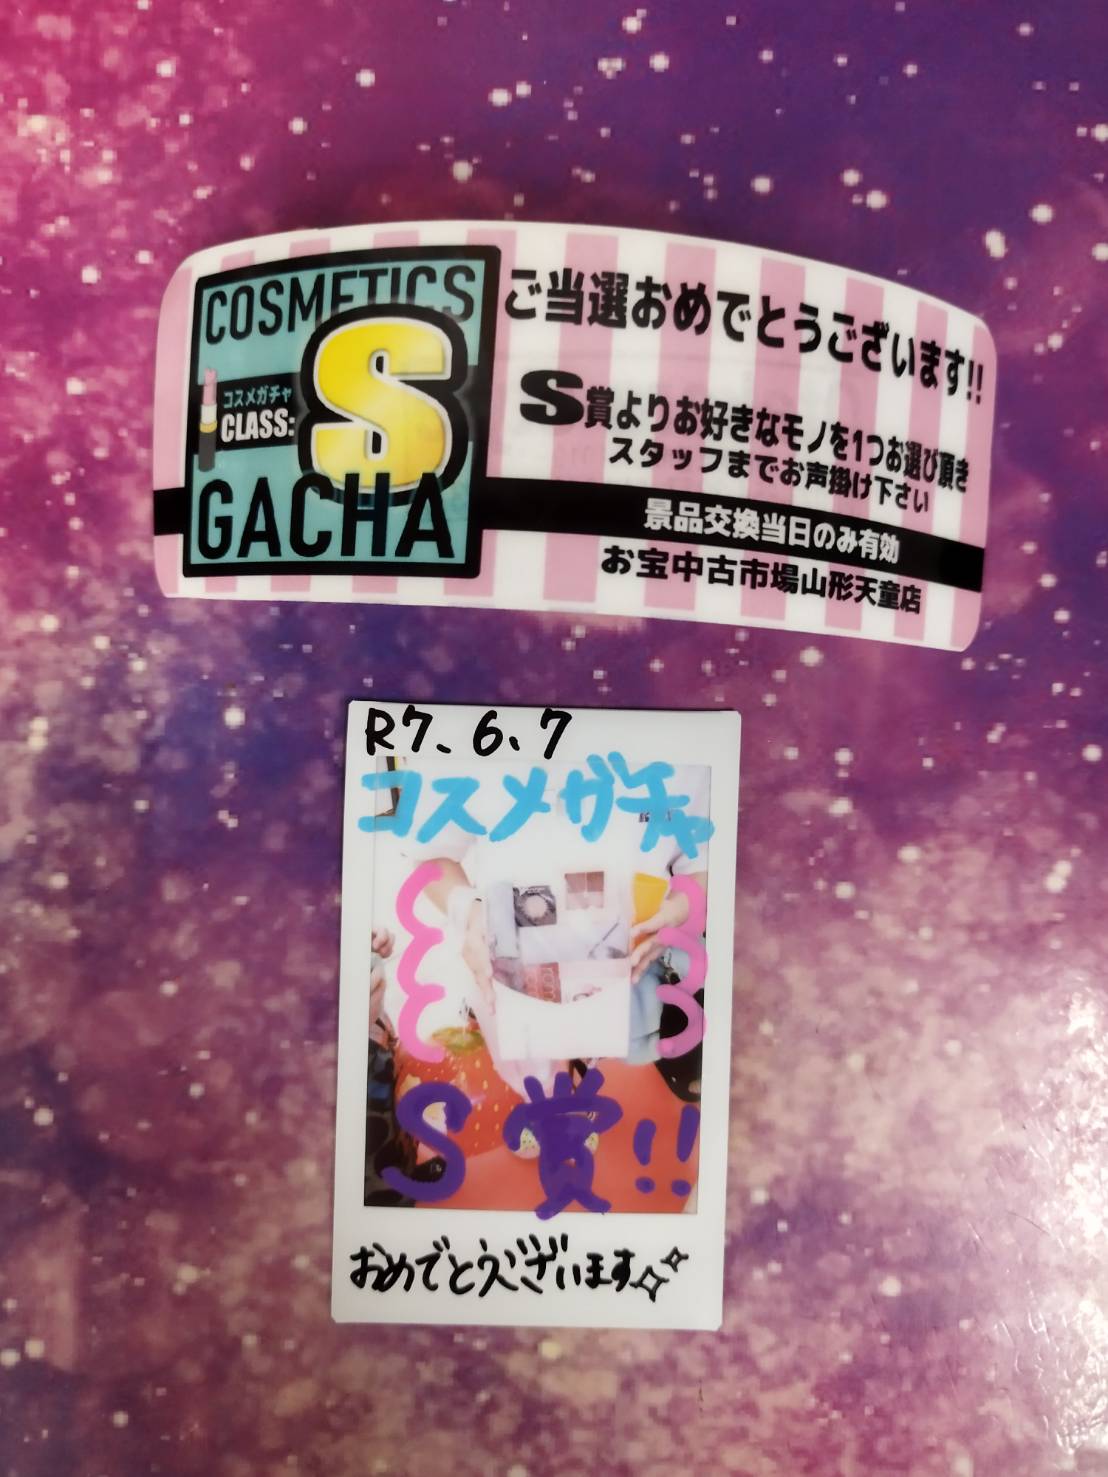 COSMETICS
コスメガチャ
CLASS:
S
GACHA
ご当選おめでとうございます!!
S賞よりお好きなモノを1つお選び頂き
スタッフまでお声掛け下さい
景品交換当日のみ有効
お宝中古市場山形天童店
R7.6.7
コスメガチャ
S賞!!
おめでとうございます